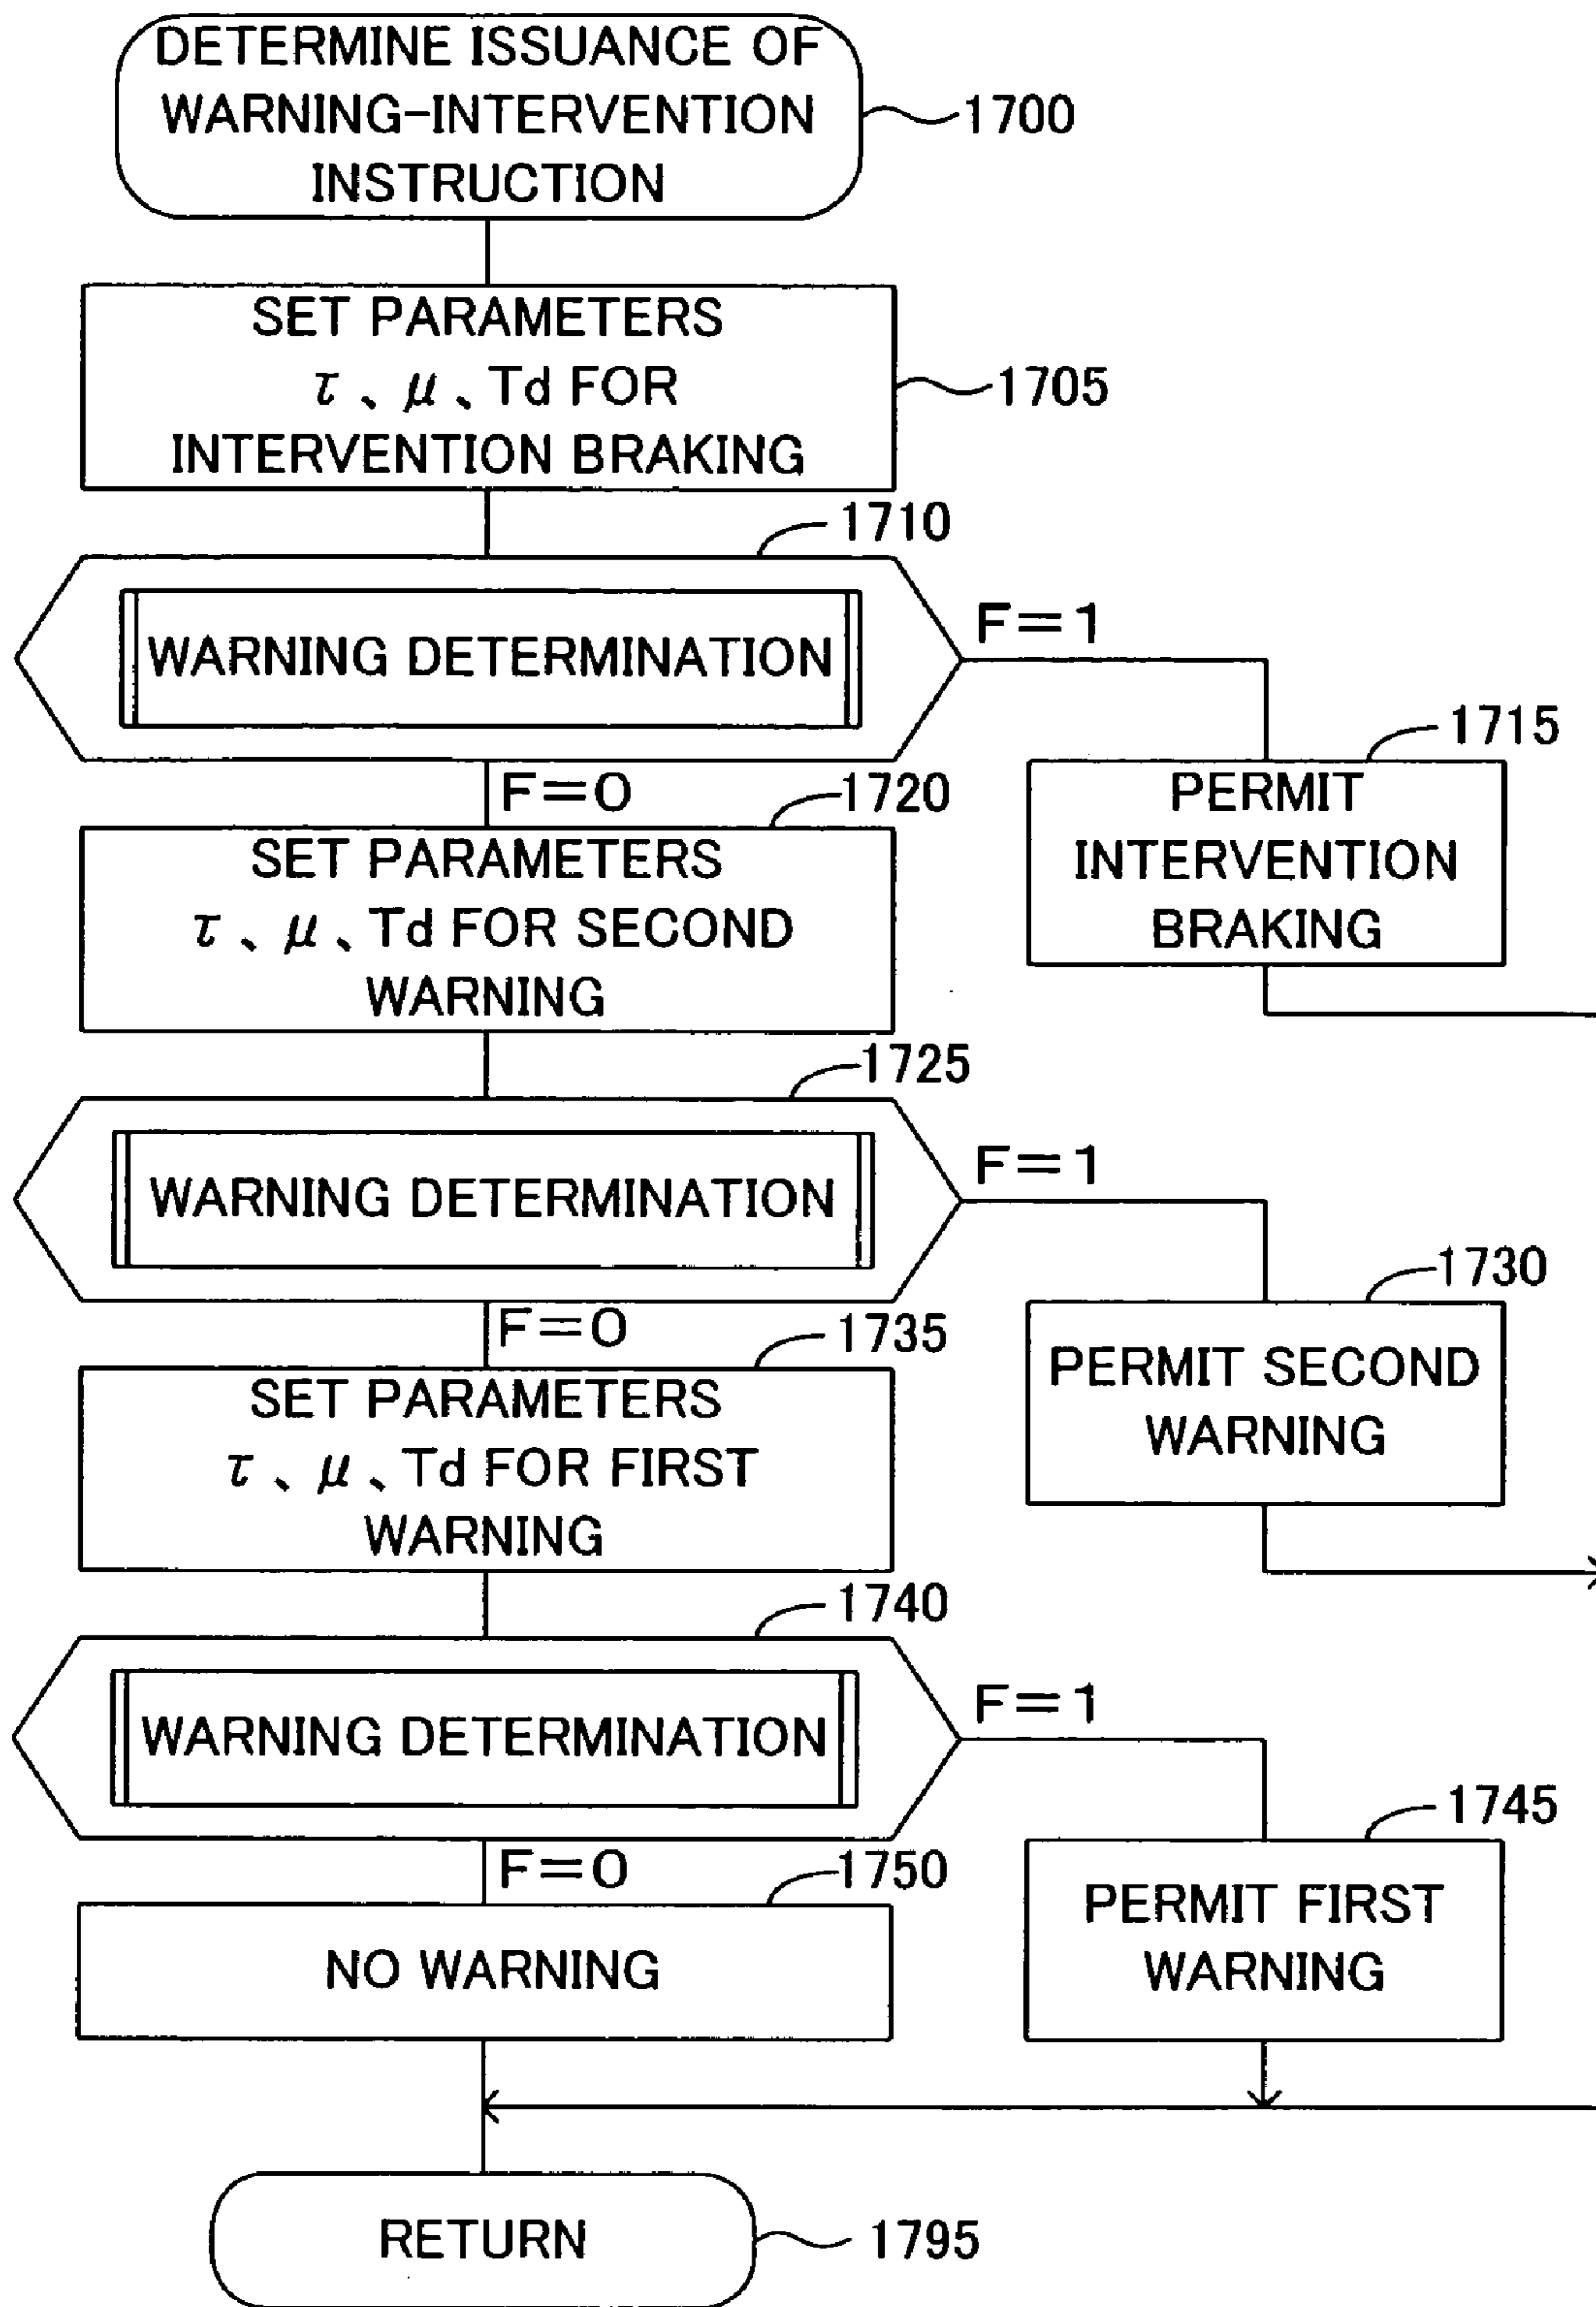 DETERMINE ISSUANCE OF
WARNING-INTERVENTION
INSTRUCTION
1700
SET PARAMETERS
τ、μ、Td FOR
INTERVENTION BRAKING
1705
1710
WARNING DETERMINATION
F=1
1715
PERMIT
INTERVENTION
BRAKING
F=0
1720
SET PARAMETERS
τ、μ、Td FOR SECOND
WARNING
1725
WARNING DETERMINATION
F=1
1730
PERMIT SECOND
WARNING
F=0
1735
SET PARAMETERS
τ、μ、Td FOR FIRST
WARNING
1740
WARNING DETERMINATION
F=1
1745
PERMIT FIRST
WARNING
F=0
1750
NO WARNING
RETURN
1795